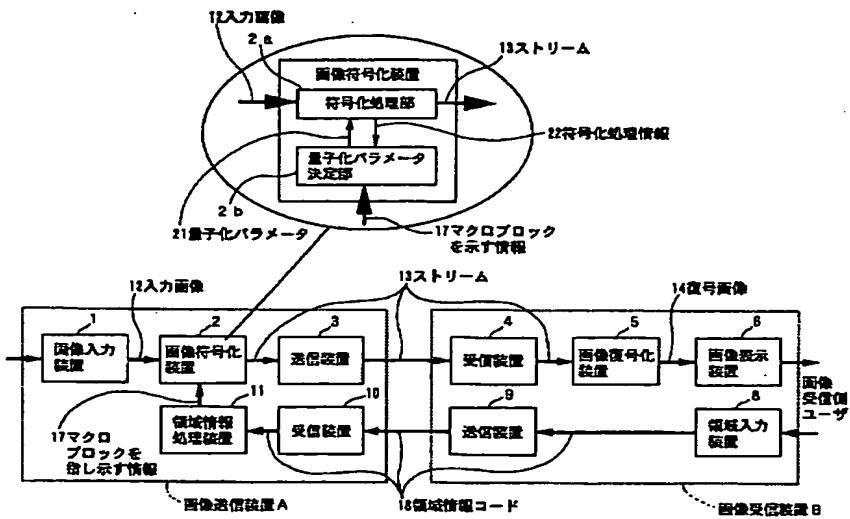 12入力画像
2a
画像符号化装置
13ストリーム
符号化処理部
22符号化処理情報
量子化パラメータ
決定部
2b
21量子化パラメータ
17マクロブロック
を示す情報
12入力画像
13ストリーム
14復号画像
1
2
3
4
5
6
画像入力
装置
画像符号化
装置
送信装置
受信装置
画像復号化
装置
画像表示
装置
画像
受信側
ユーザ
11
10
9
8
領域情報
処理装置
受信装置
送信装置
領域入力
装置
17マクロ
ブロックを
指し示す情報
18領域情報コード
画像送信装置A
画像受信装置B